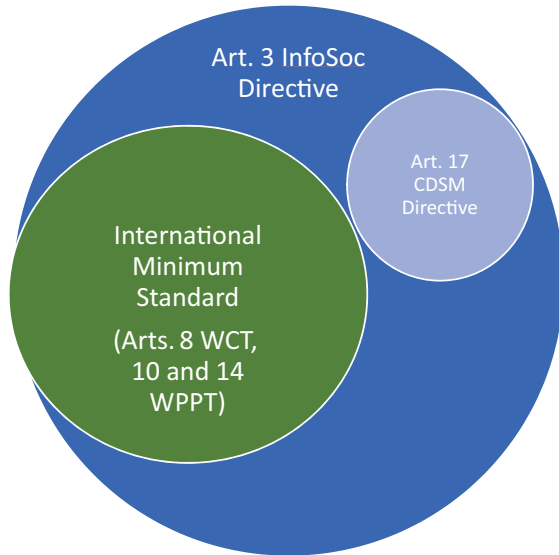 Art. 3 InfoSoc
Directive
Art. 17
CDSM
Directive
International
Minimum
Standard
(Arts. 8 WCT,
10 and 14
WPPT)